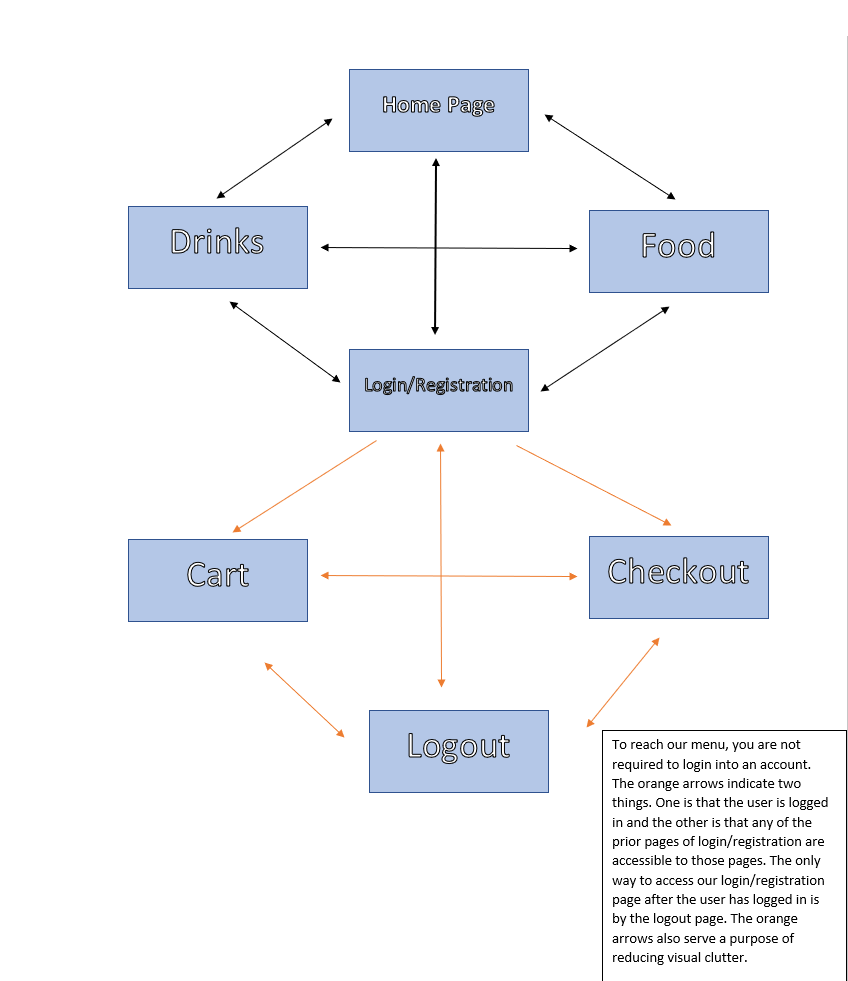 Home Page
Drinks
Food
Login/Registration
Cart
Checkout
Logout
To reach our menu, you are not
required to login into an account.
The orange arrows indicate two
things. One is that the user is logged
in and the other is that any of the
prior pages of login/registration are
accessible to those pages. The only
way to access our login/registration
page after the user has logged in is
by the logout page. The orange
arrows also serve a purpose of
reducing visual clutter.